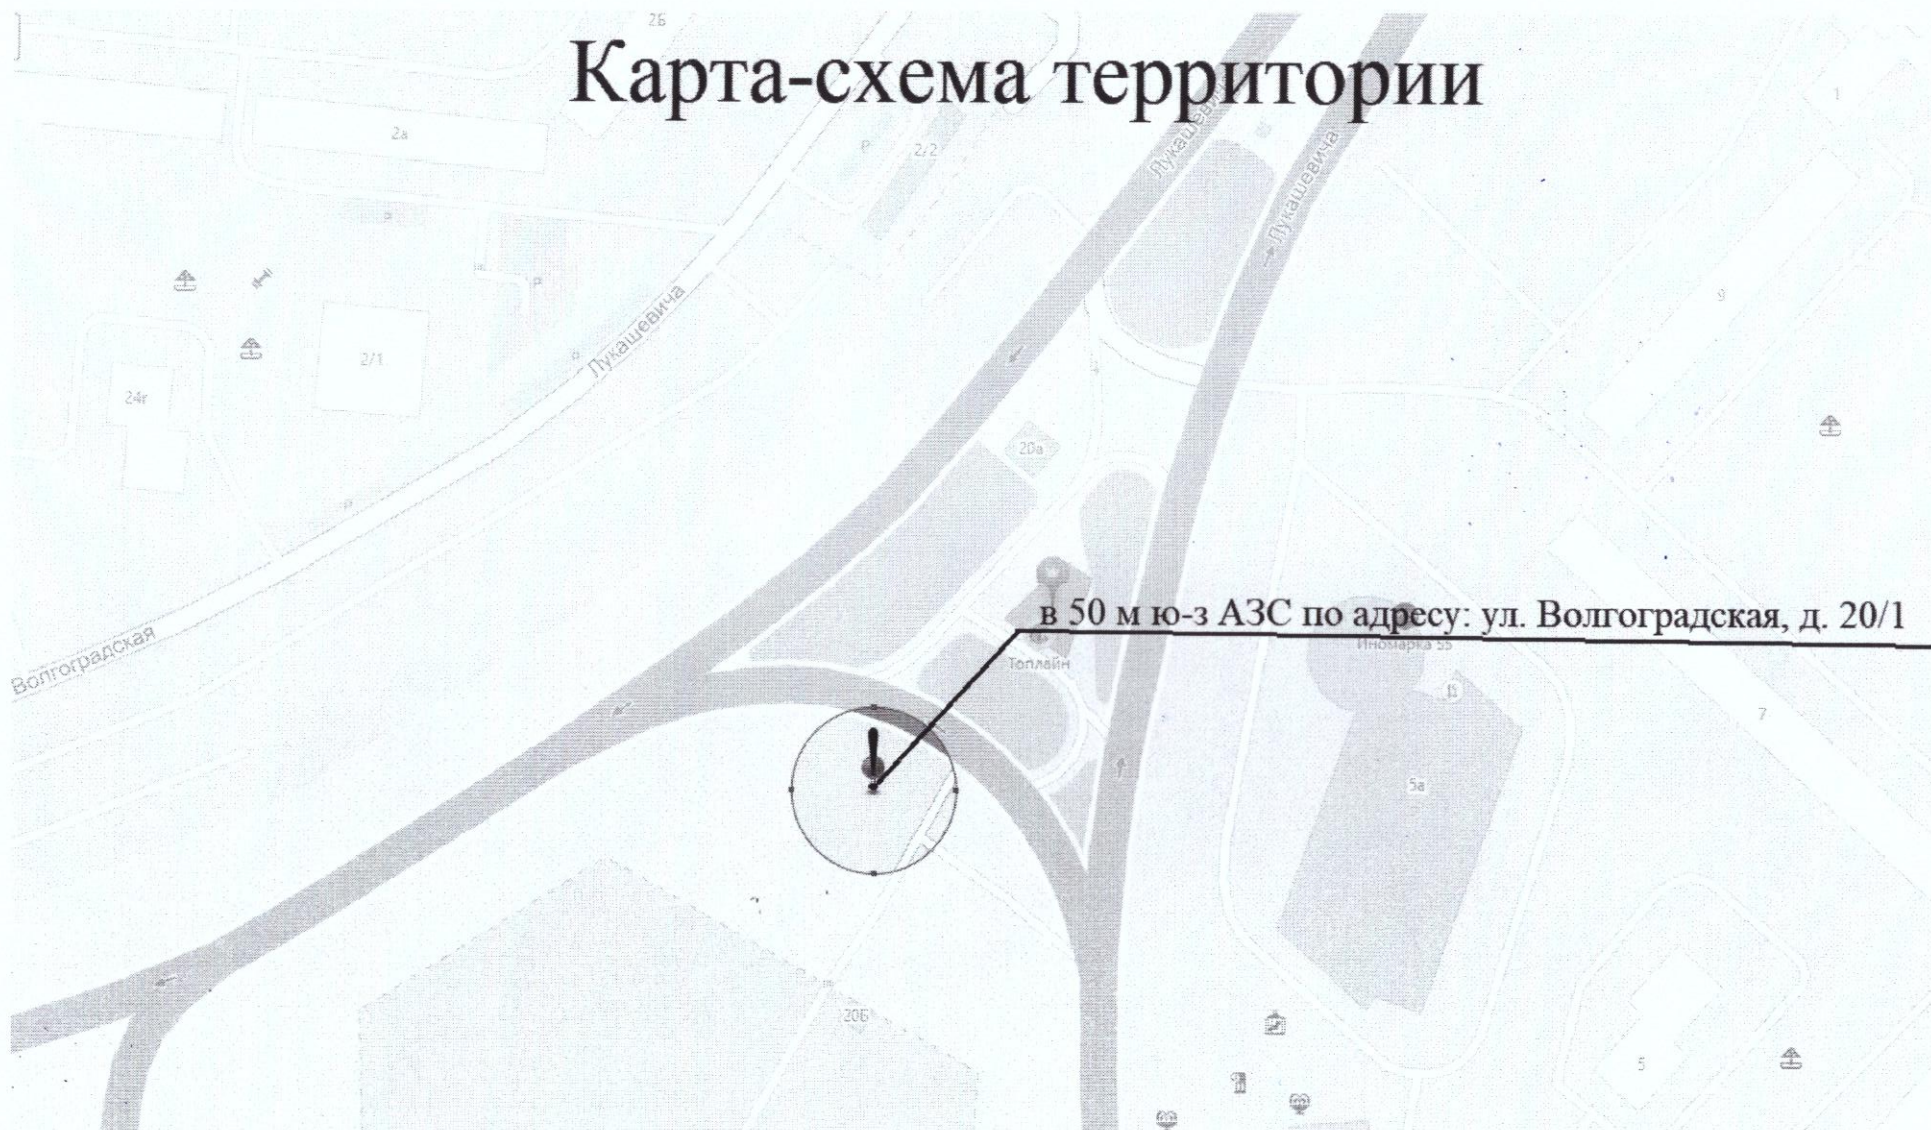 2Б
Карта-схема территории
1
2а
Р
2/2
Лукашевича
Лукашевича
Р
Р
9
Лукашевича
2/1
Р
24г
20а
Р
в 50 м ю-з АЗС по адресу: ул. Волгоградская, д. 20/1
Волгоградская
Топлайн
Иномарка 55
7
5а
20Б
5